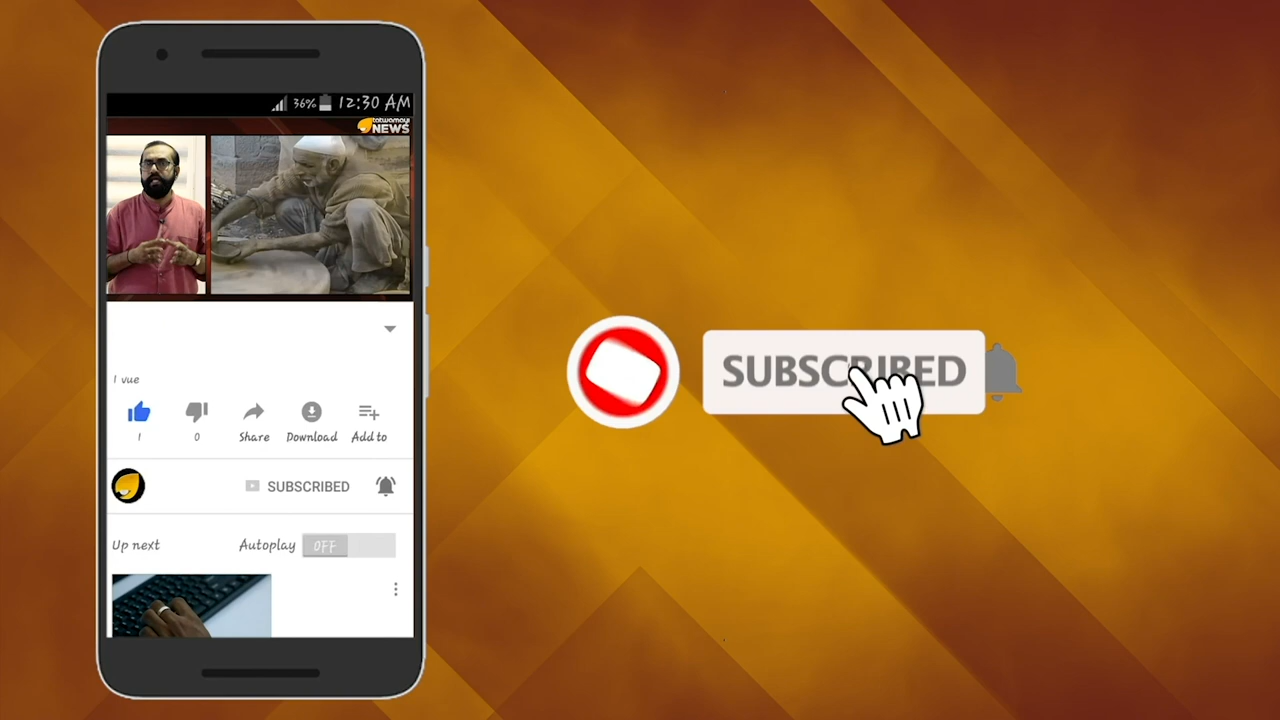 36% 12:30 AM
tatwamayi
NEWS
1 vue
1
0
Share
Download
Add to
SUBSCRIBED
Up next
Autoplay
OFF
SUBSCRIBED